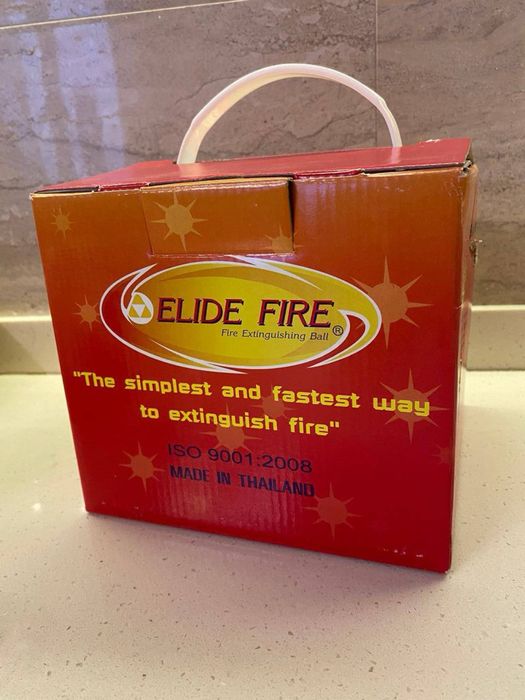 ELIDE FIRE®
Fire Extinguishing Ball
"The simplest and fastest way
to extinguish fire"
ISO 9001:2008
MADE IN THAILAND